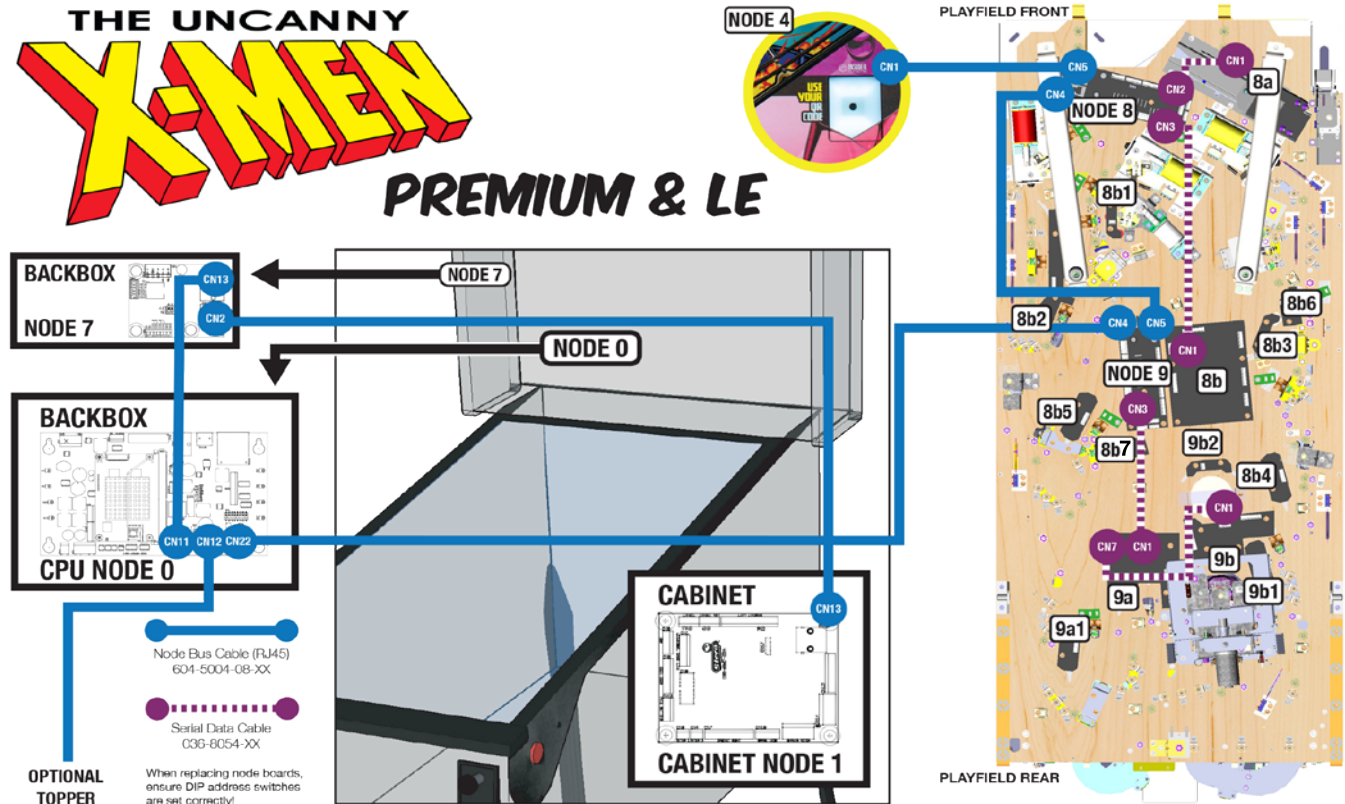 THE UNCANNY
X-MEN
PREMIUM & LE
NODE 4
CN1
USE
YOUR
QR
CODE
PLAYFIELD FRONT
CN5
CN4
NODE 8
CN2
CN3
CN1
8a
8b1
8b2
8b6
8b3
CN4
CN5
CN1
NODE 9
8b
CN3
8b5
8b7
9b2
8b4
CN1
CN7
CN1
9b
9a
9b1
9a1
PLAYFIELD REAR
BACKBOX
NODE 7
CN13
CN2
NODE 7
NODE 0
BACKBOX
CN11
CN12
CN22
CPU NODE 0
Node Bus Cable (RJ45)
604-5004-08-XX
Serial Data Cable
036-8054-XX
OPTIONAL
TOPPER
When replacing node boards,
ensure DIP address switches
are set correctly!
CABINET
CN13
CABINET NODE 1